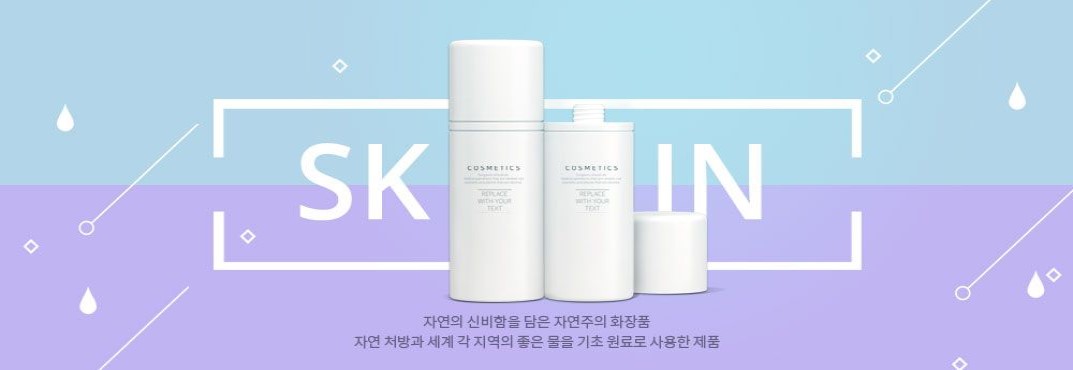 SK IN
COSMETICS
REPLACE
WITH YOUR
TEXT
COSMETICS
REPLACE
WITH YOUR
TEXT
자연의 신비함을 담은 자연주의 화장품
자연 처방과 세계 각 지역의 좋은 물을 기초 원료로 사용한 제품